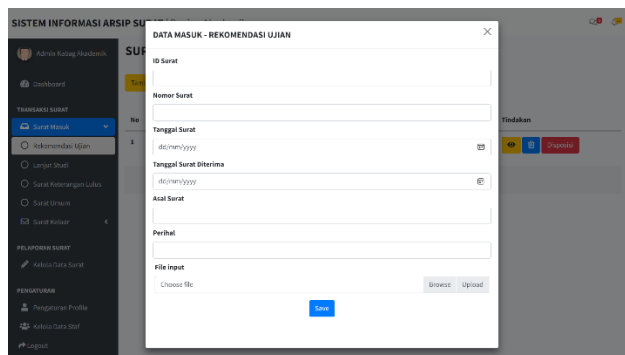 SISTEM INFORMASI ARSIP SU
DATA MASUK - REKOMENDASI UJIAN
×
Admin Kabag Akademik
SUR
ID Surat
Dashboard
Nomor Surat
TRANSAKSI SURAT
No
Tindakan
Surat Masuk
Tanggal Surat
Rekomendasi Ujian
1
dd/mm/yyyy
Disposisi
Lanjut Studi
Tanggal Surat Diterima
Surat Keterangan Lulus
dd/mm/yyyy
Surat Umum
Asal Surat
Surat Keluar
Perihal
PELAPORAN SURAT
Kelola Data Surat
File input
Choose file
Browse
Upload
PENGATURAN
Pengaturan Profile
Save
Kelola Data Staf
Logout